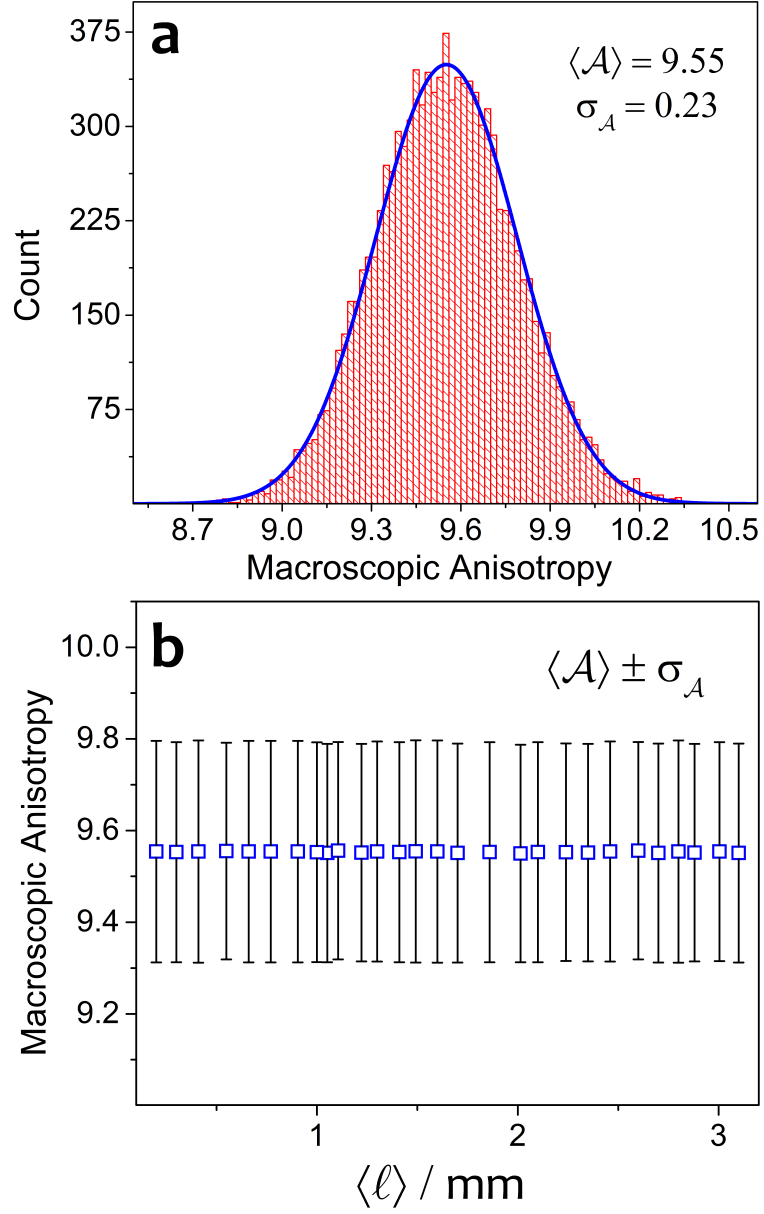 a
⟨𝒜⟩ = 9.55
σ𝒜 = 0.23
375
300
225
150
75
Count
8.7 9.0 9.3 9.6 9.9 10.2 10.5
Macroscopic Anisotropy
b
⟨𝒜⟩ ± σ𝒜
10.0
9.8
9.6
9.4
9.2
Macroscopic Anisotropy
1 2 3
⟨ℓ⟩ / mm